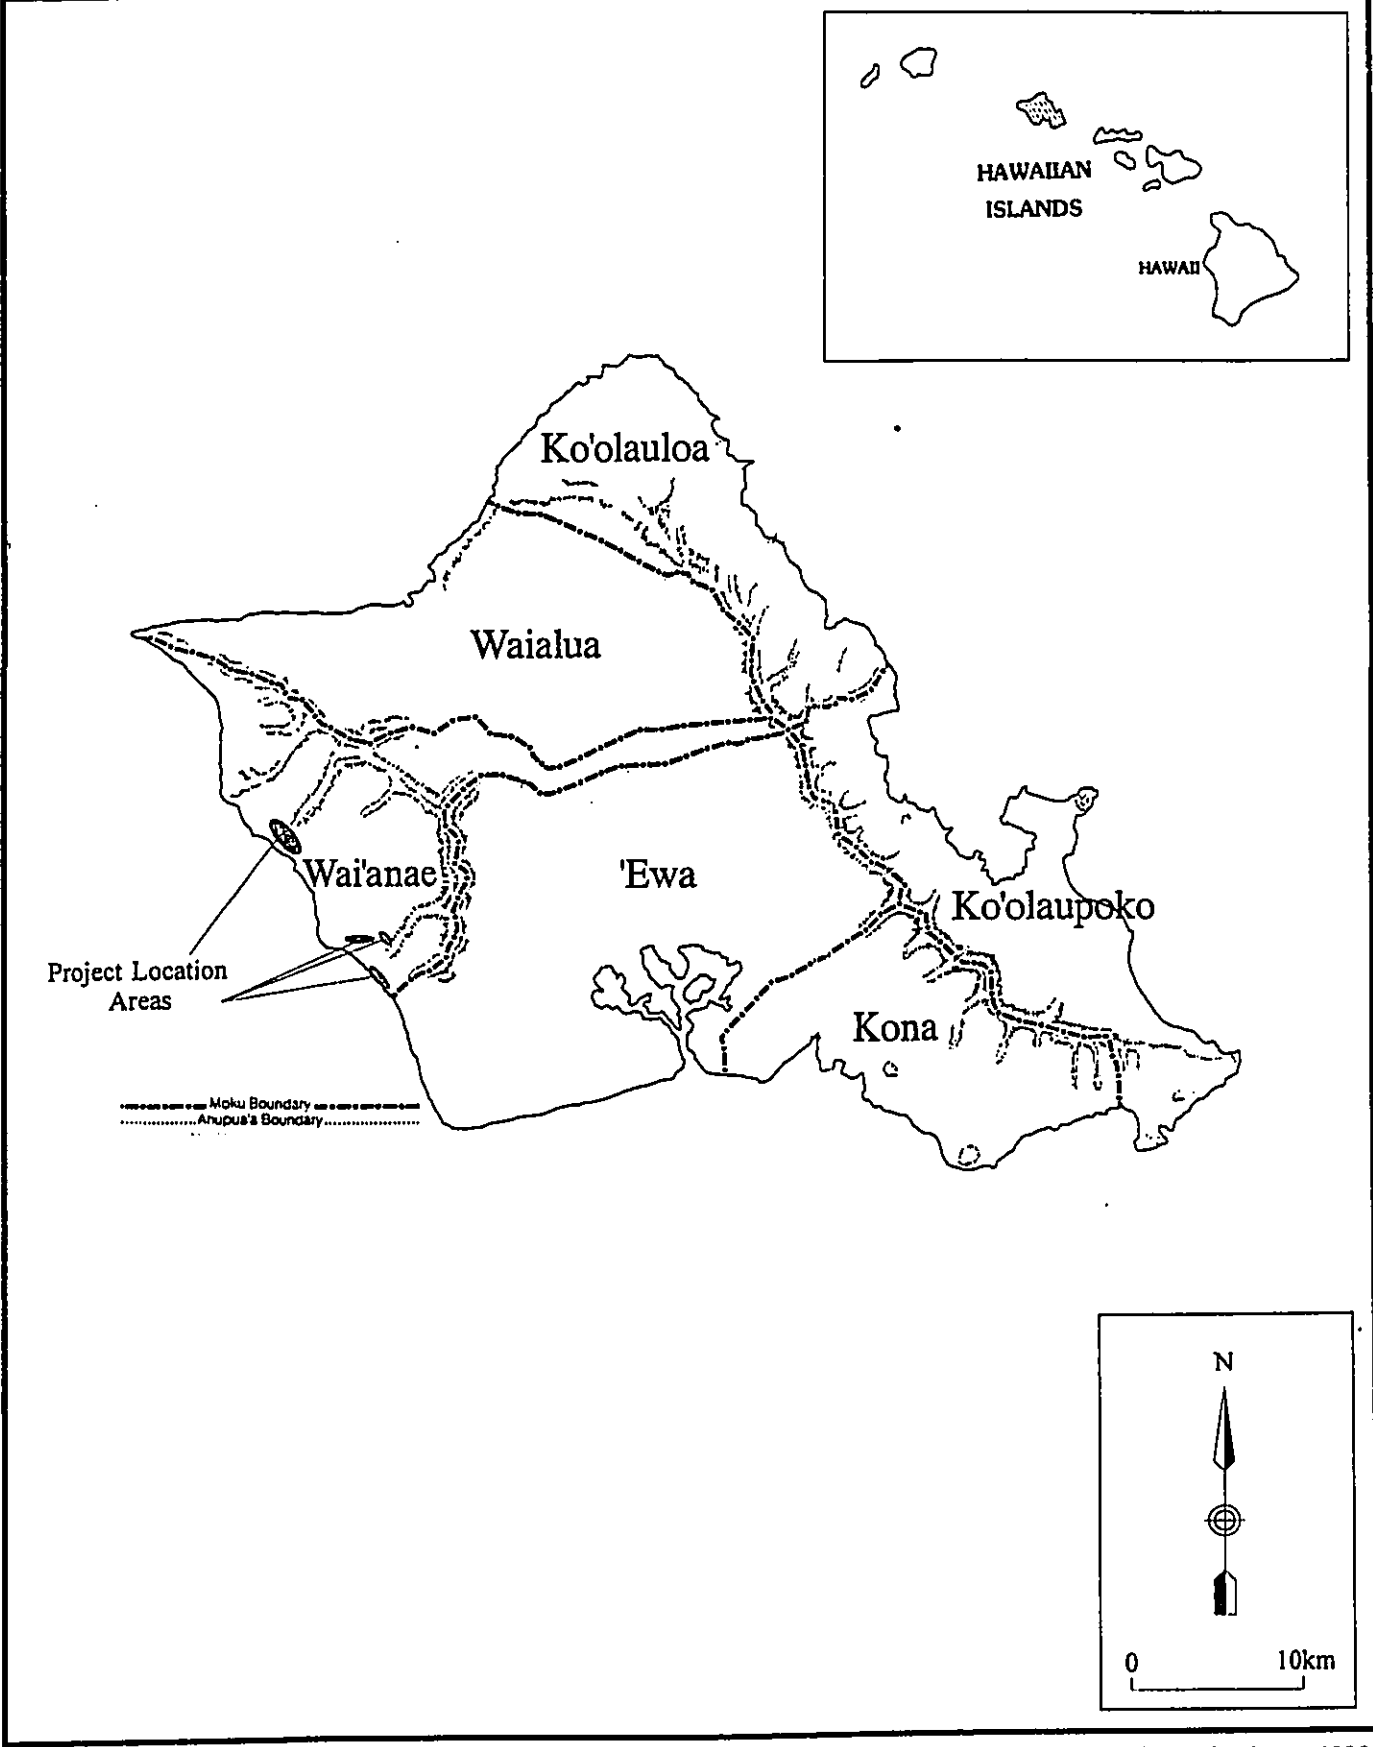 HAWAIIAN
ISLANDS
HAWAII
Ko'olauloa
Waialua
Wai'anae
'Ewa
Ko'olaupoko
Project Location
Areas
Kona
Moku Boundary
Ahupua'a Boundary
N
0 10km